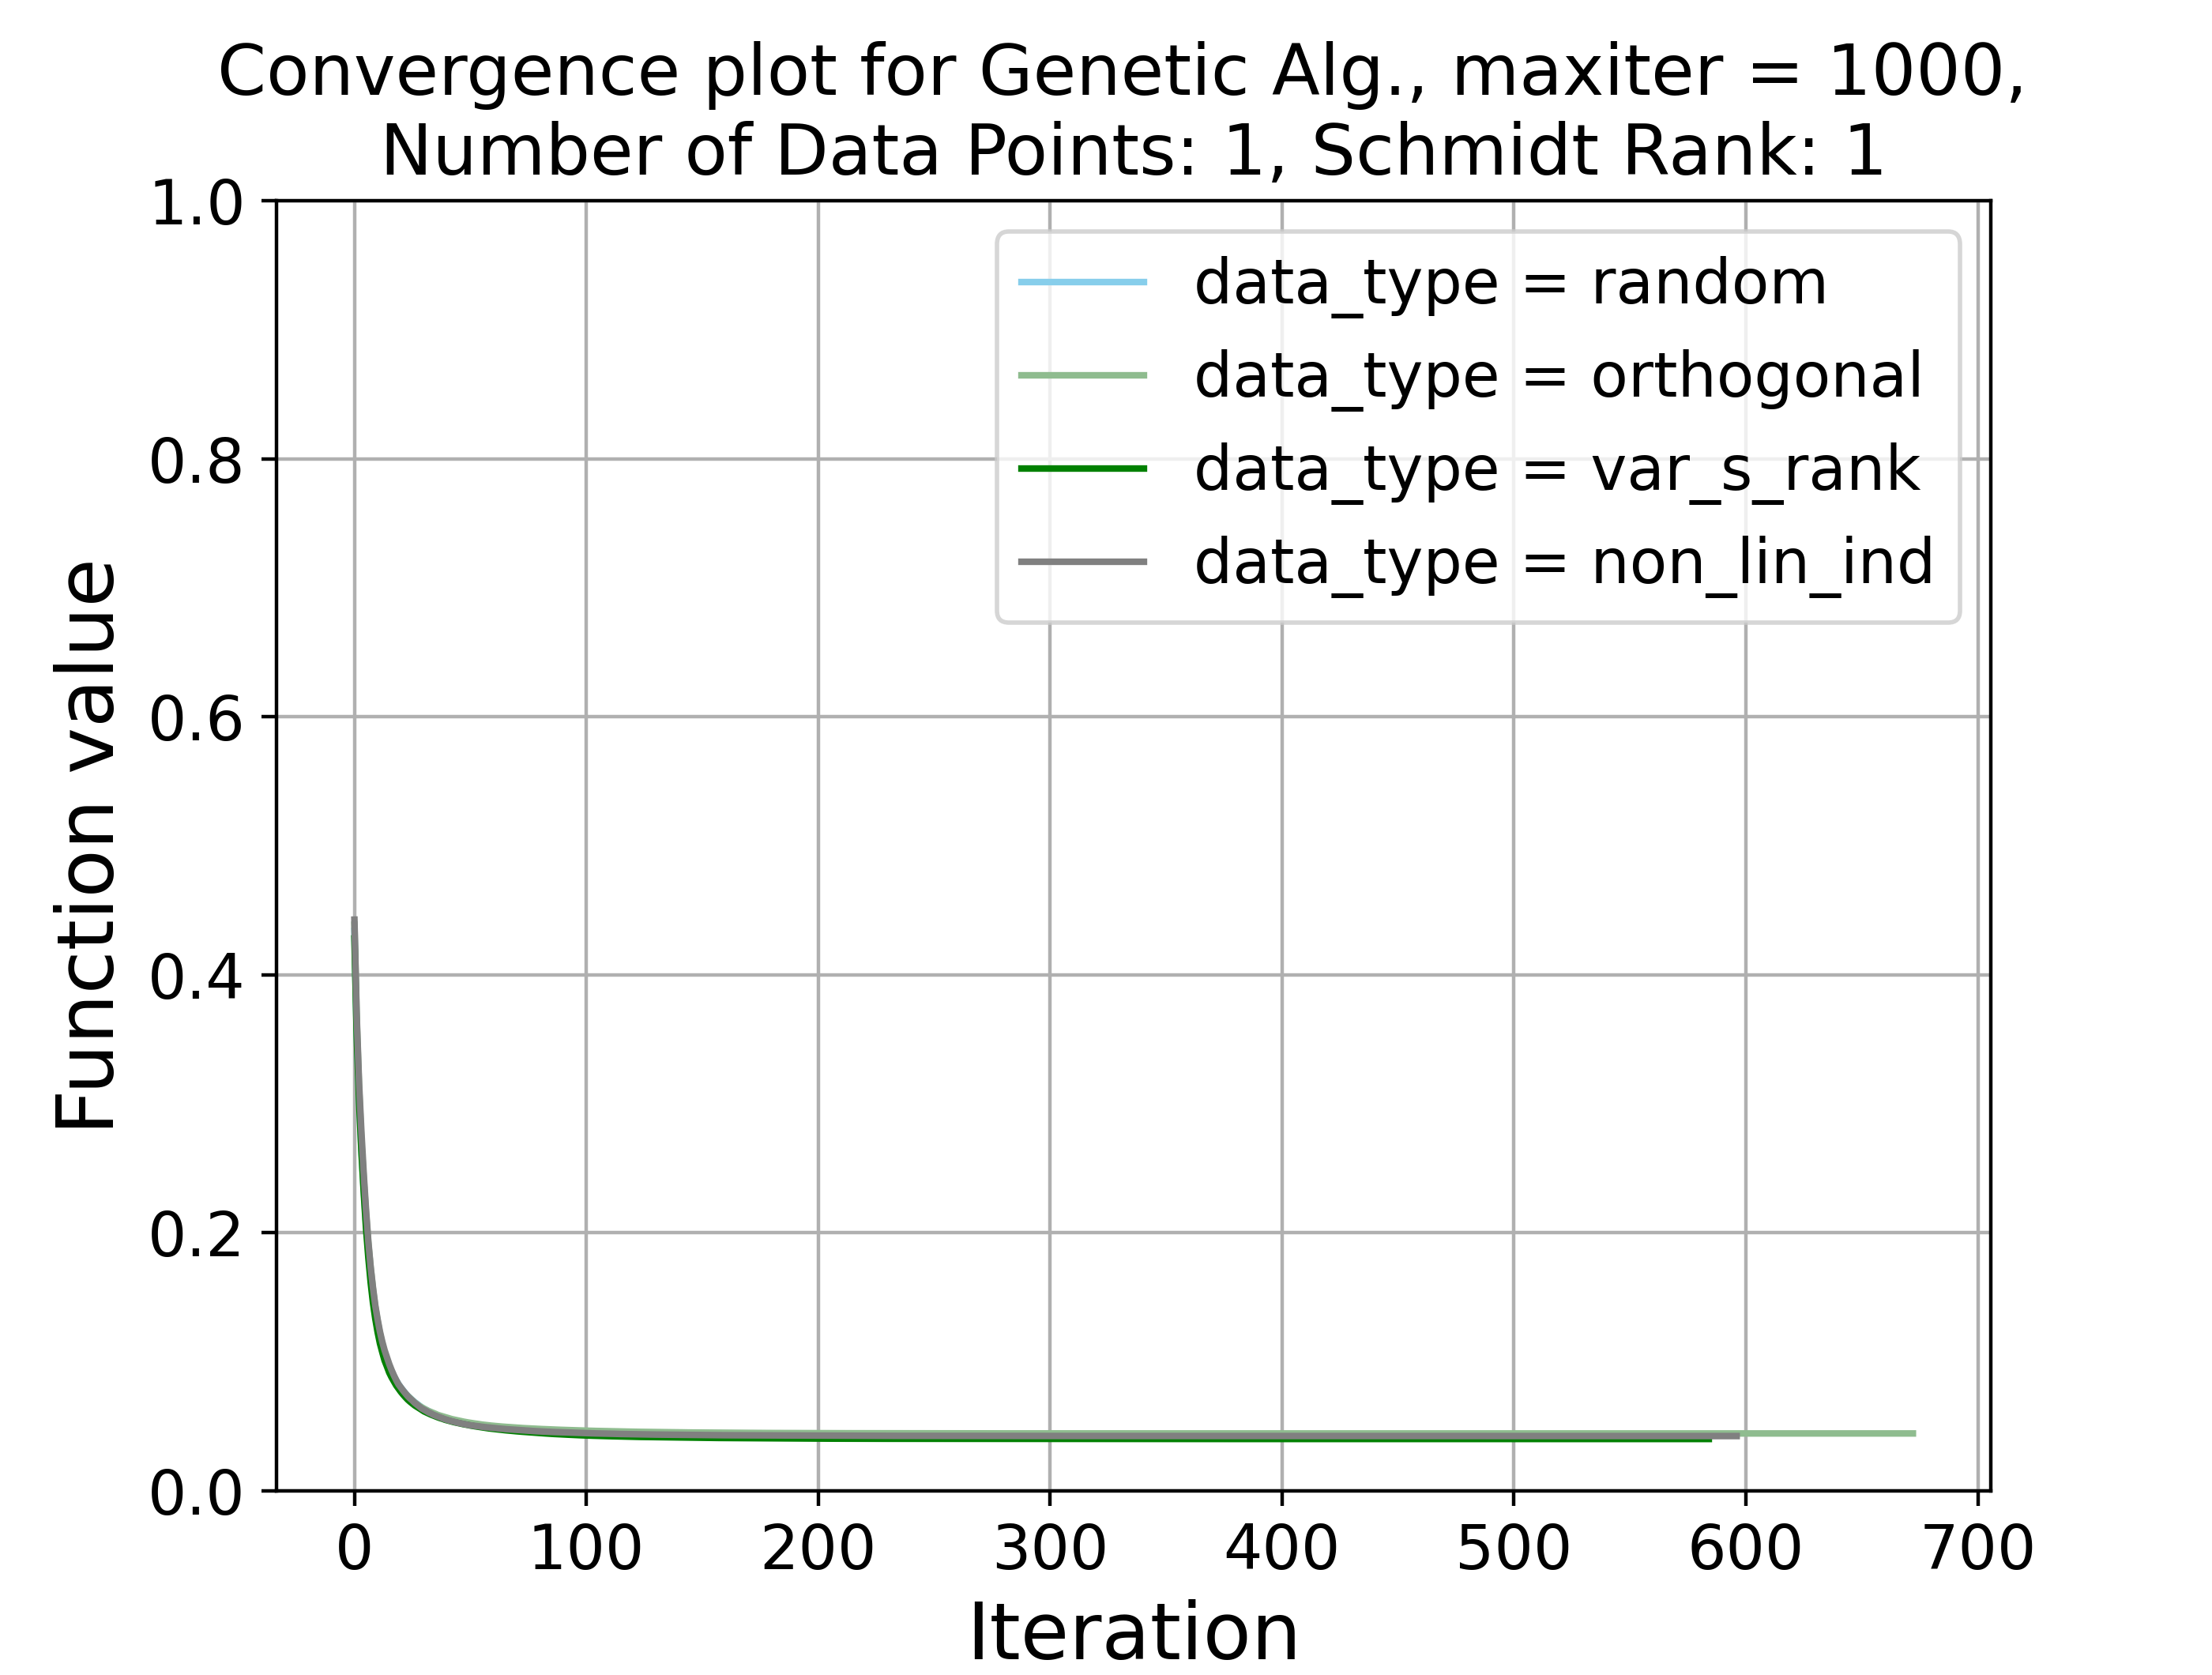 Convergence plot for Genetic Alg., maxiter = 1000,
Number of Data Points: 1, Schmidt Rank: 1
1.0
0.8
0.6
0.4
0.2
0.0
Function value
data_type = random
data_type = orthogonal
data_type = var_s_rank
data_type = non_lin_ind
0 100 200 300 400 500 600 700
Iteration